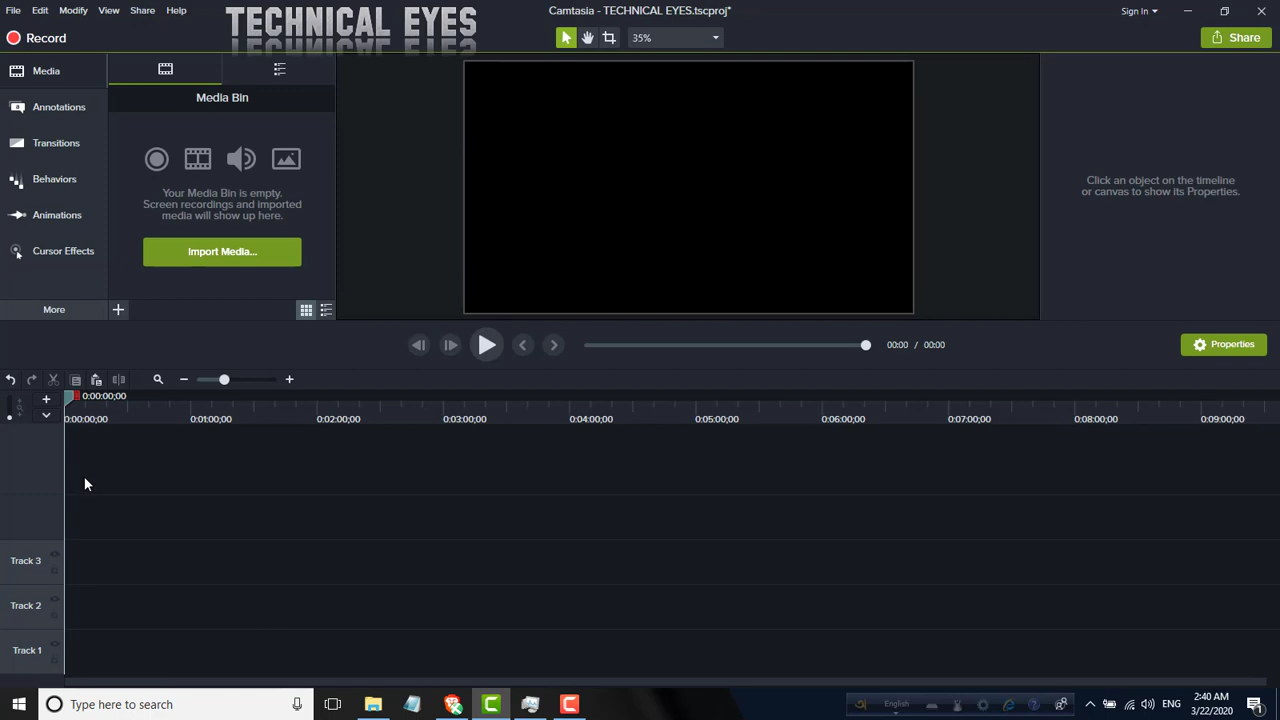 File Edit Modify View Share Help
TECHNICAL EYES
Camtasia - TECHNICAL EYES.tscproj*
Sign In
Record
35%
Share
Media
Annotations
Transitions
Behaviors
Animations
Cursor Effects
More
Media Bin
Your Media Bin is empty.
Screen recordings and imported
media will show up here.
Import Media...
Click an object on the timeline
or canvas to show its Properties.
00:00 / 00:00
Properties
0:00:00;00
0:00:00;00 0:01:00;00 0:02:00;00 0:03:00;00 0:04:00;00 0:05:00;00 0:06:00;00 0:07:00;00 0:08:00;00 0:09:00;00
Track 3
Track 2
Track 1
Type here to search
English
ENG
2:40 AM
3/22/2020